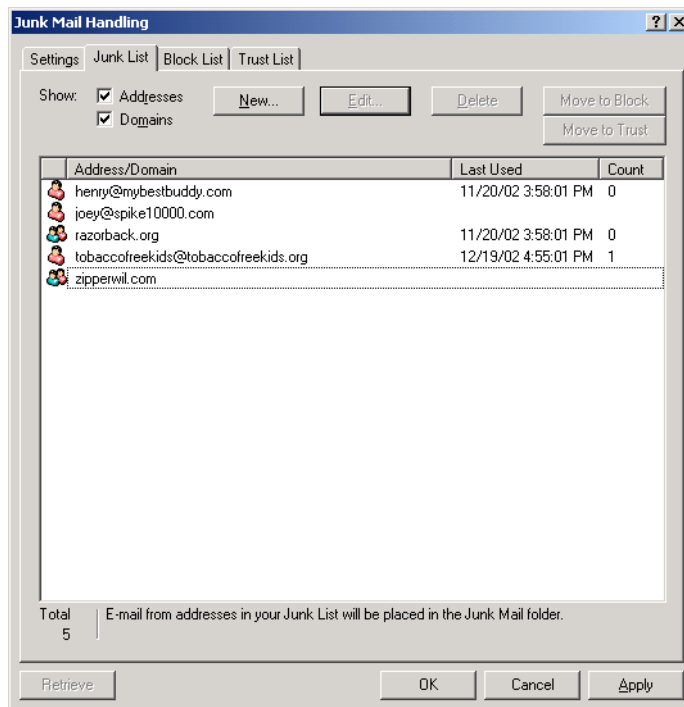 Junk Mail Handling
Settings Junk List Block List Trust List
Show: Addresses New... Edit... Delete Move to Block
Domains Move to Trust
Address/Domain Last Used Count
henry@mybestbuddy.com 11/20/02 3:58:01 PM 0
joey@spike10000.com
razorback.org 11/20/02 3:58:01 PM 0
tobaccofreekids@tobaccofreekids.org 12/19/02 4:55:01 PM 1
zipperwil.com
Total E-mail from addresses in your Junk List will be placed in the Junk Mail folder.
5
Retrieve OK Cancel Apply